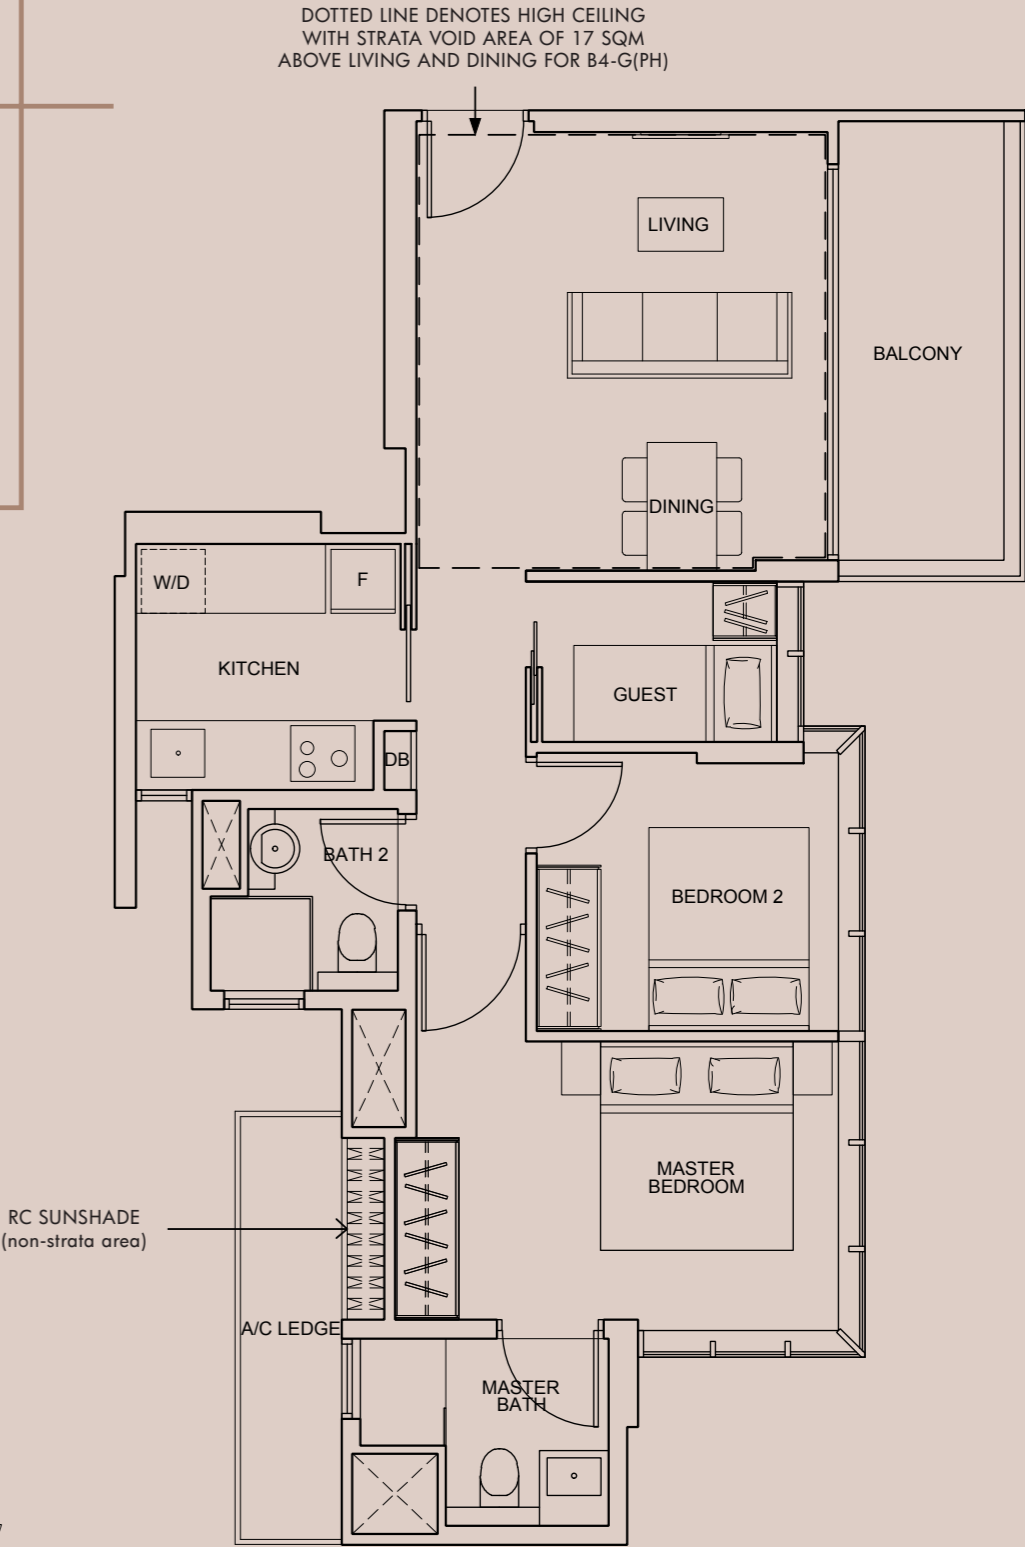 DOTTED LINE DENOTES HIGH CEILING
WITH STRATA VOID AREA OF 17 SQM
ABOVE LIVING AND DINING FOR B4-G(PH)
LIVING
BALCONY
DINING
W/D
F
KITCHEN
GUEST
DB
BATH 2
BEDROOM 2
MASTER
BEDROOM
RC SUNSHADE
(non-strata area)
A/C LEDGE
MASTER
BATH